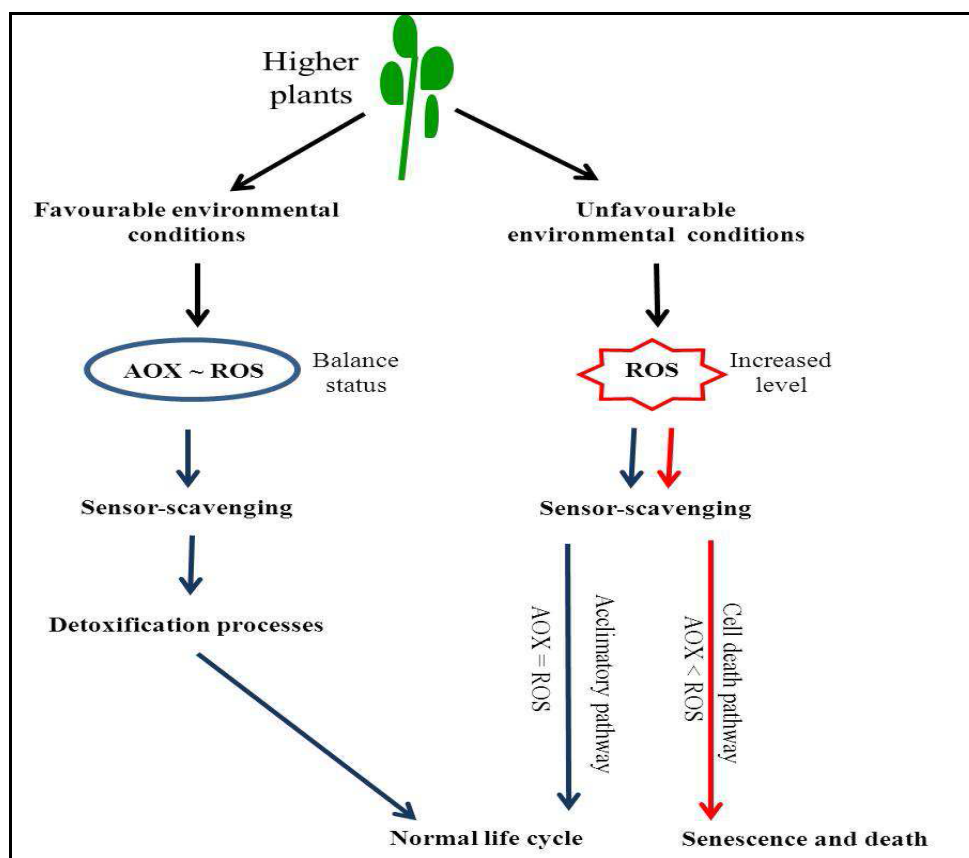 Higher
plants
Favourable environmental
conditions
Unfavourable
environmental conditions
AOX ~ ROS
Balance
status
ROS
Increased
level
Sensor-scavenging
Sensor-scavenging
Detoxification processes
Acclimatory pathway
AOX = ROS
Cell death pathway
AOX < ROS
Normal life cycle
Senescence and death